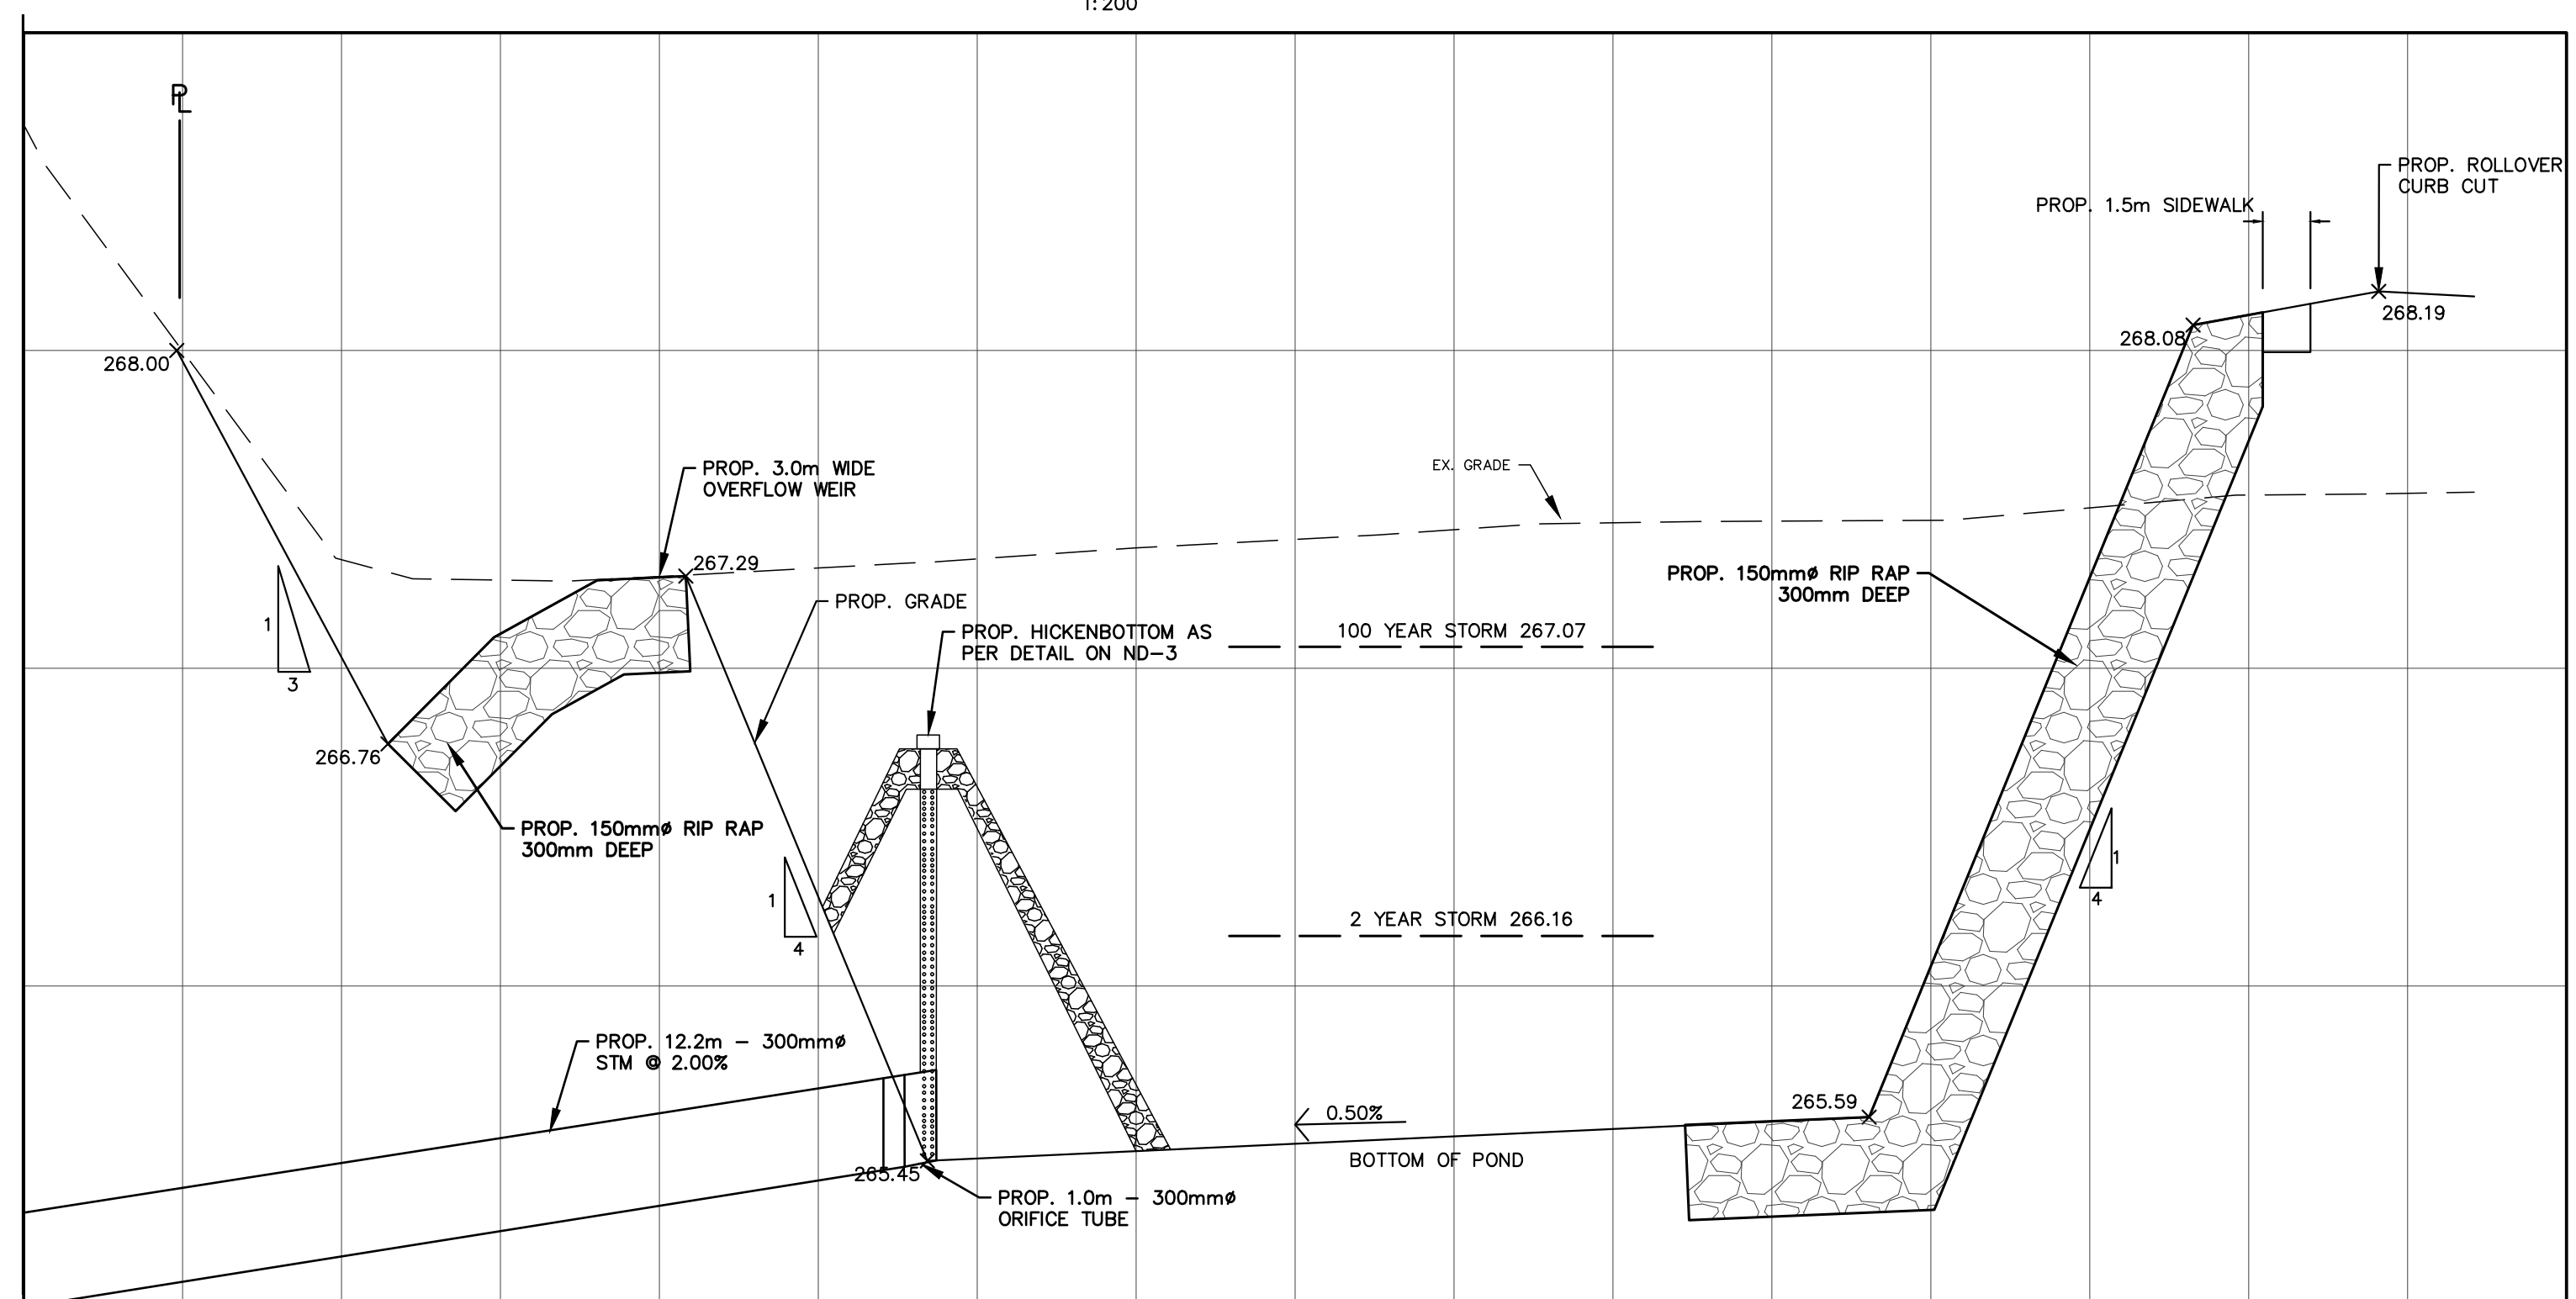 1:200
PL
PROP. ROLLOVER
CURB CUT
PROP. 1.5m SIDEWALK
268.19
268.08
268.00
PROP. 3.0m WIDE
OVERFLOW WEIR
EX. GRADE
267.29
PROP. 150mmø RIP RAP
300mm DEEP
PROP. GRADE
1
3
PROP. HICKENBOTTOM AS
PER DETAIL ON ND-3
100 YEAR STORM 267.07
266.76
PROP. 150mmø RIP RAP
300mm DEEP
1
4
1
4
2 YEAR STORM 266.16
PROP. 12.2m - 300mmø
STM @ 2.00%
265.59
0.50%
BOTTOM OF POND
265.45
PROP. 1.0m - 300mmø
ORIFICE TUBE